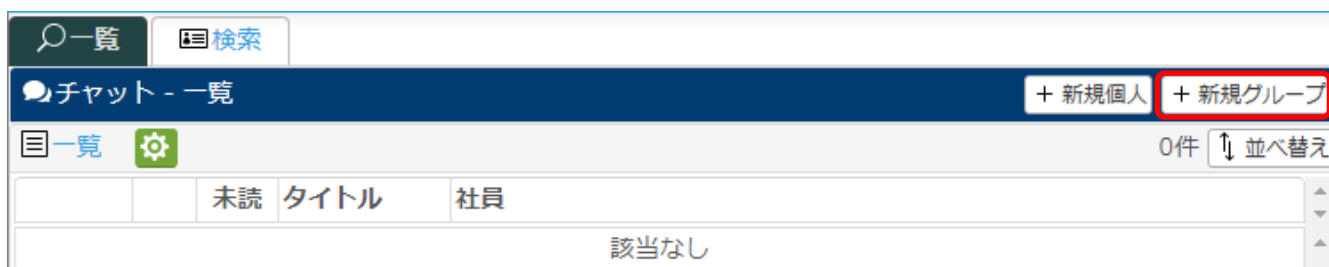 一覧 検索
チャット - 一覧 + 新規個人 + 新規グループ
一覧 0件 並べ替え
未読 タイトル 社員
該当なし